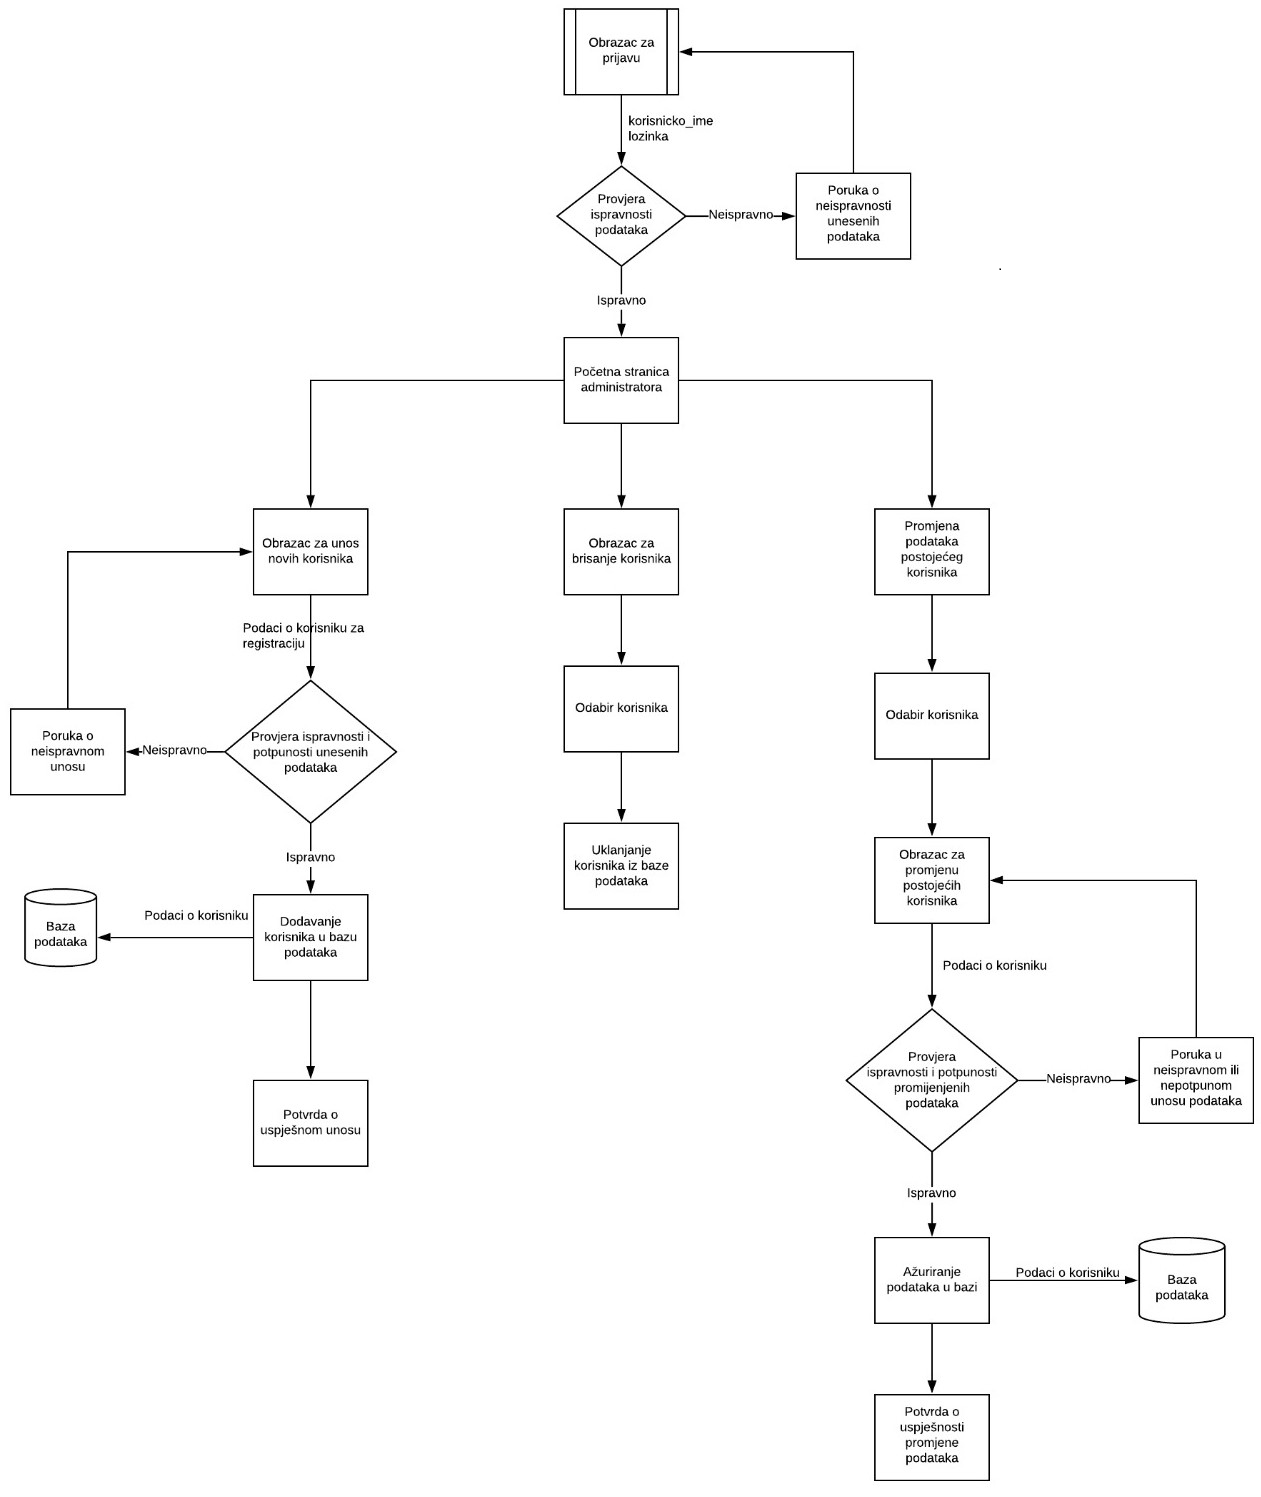 Obrazac za
prijavu
korisnicko_ime
lozinka
Provjera
ispravnosti
podataka
Neispravno
Poruka o
neispravnosti
unesenih
podataka
.
Ispravno
Početna stranica
administratora
Obrazac za unos
novih korisnika
Podaci o korisniku za
registraciju
Provjera ispravnosti i
potpunosti unesenih
podataka
Neispravno
Poruka o
neispravnom
unosu
Ispravno
Dodavanje
korisnika u bazu
podataka
Podaci o korisniku
Baza
podataka
Potvrda o
uspješnom unosu
Obrazac za
brisanje korisnika
Odabir korisnika
Uklanjanje
korisnika iz baze
podataka
Promjena
podataka
postojećeg
korisnika
Odabir korisnika
Obrazac za
promjenu
postojećih
korisnika
Podaci o korisniku
Provjera
ispravnosti i potpunosti
promijenjenih
podataka
Neispravno
Poruka u
neispravnom ili
nepotpunom
unosu podataka
Ispravno
Ažuriranje
podataka u bazi
Podaci o korisniku
Baza
podataka
Potvrda o
uspješnosti
promjene
podataka